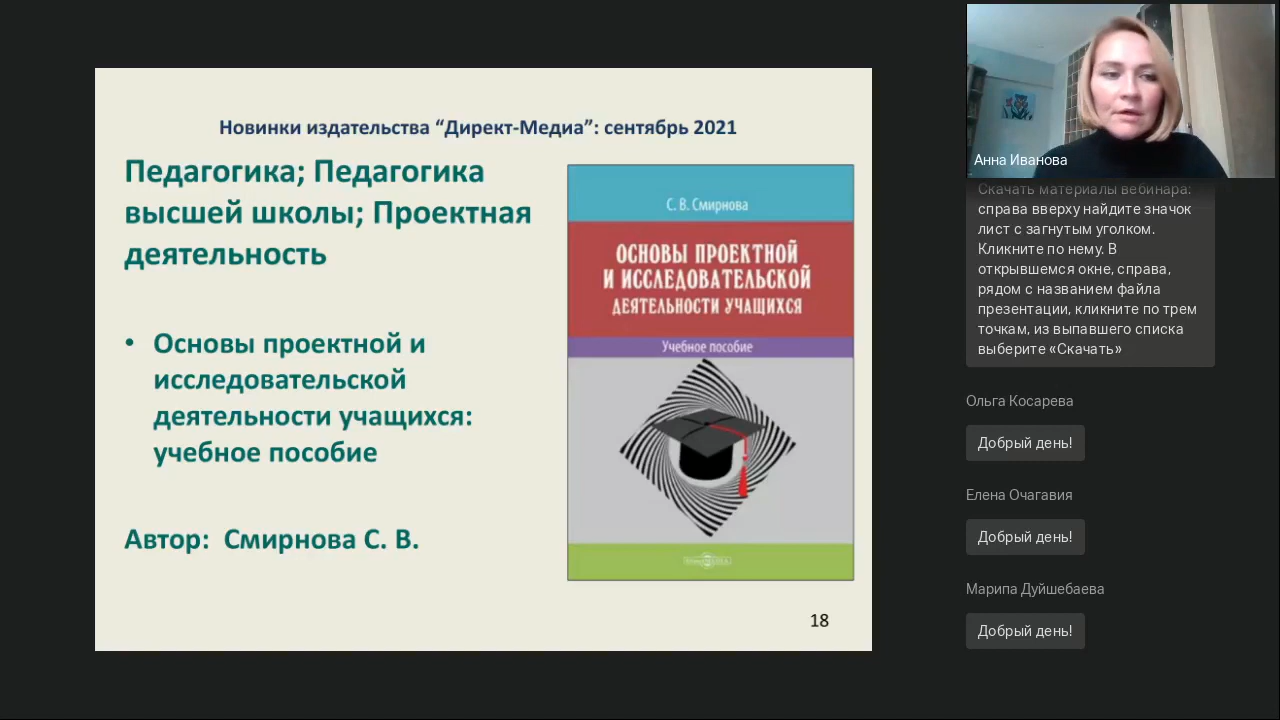 Новинки издательства “Директ-Медиа”: сентябрь 2021
Педагогика; Педагогика
высшей школы; Проектная
деятельность
• Основы проектной и
исследовательской
деятельности учащихся:
учебное пособие
Автор: Смирнова С. В.
С. В. Смирнова
ОСНОВЫ ПРОЕКТНОЙ
И ИССЛЕДОВАТЕЛЬСКОЙ
ДЕЯТЕЛЬНОСТИ УЧАЩИХСЯ
Учебное пособие
18
Анна Иванова
Скачать материалы вебинара:
справа вверху найдите значок
лист с загнутым уголком.
Кликните по нему. В
открывшемся окне, справа,
рядом с названием файла
презентации, кликните по трем
точкам, из выпавшего списка
выберите «Скачать»
Ольга Косарева
Добрый день!
Елена Очагавия
Добрый день!
Марипа Дуйшебаева
Добрый день!